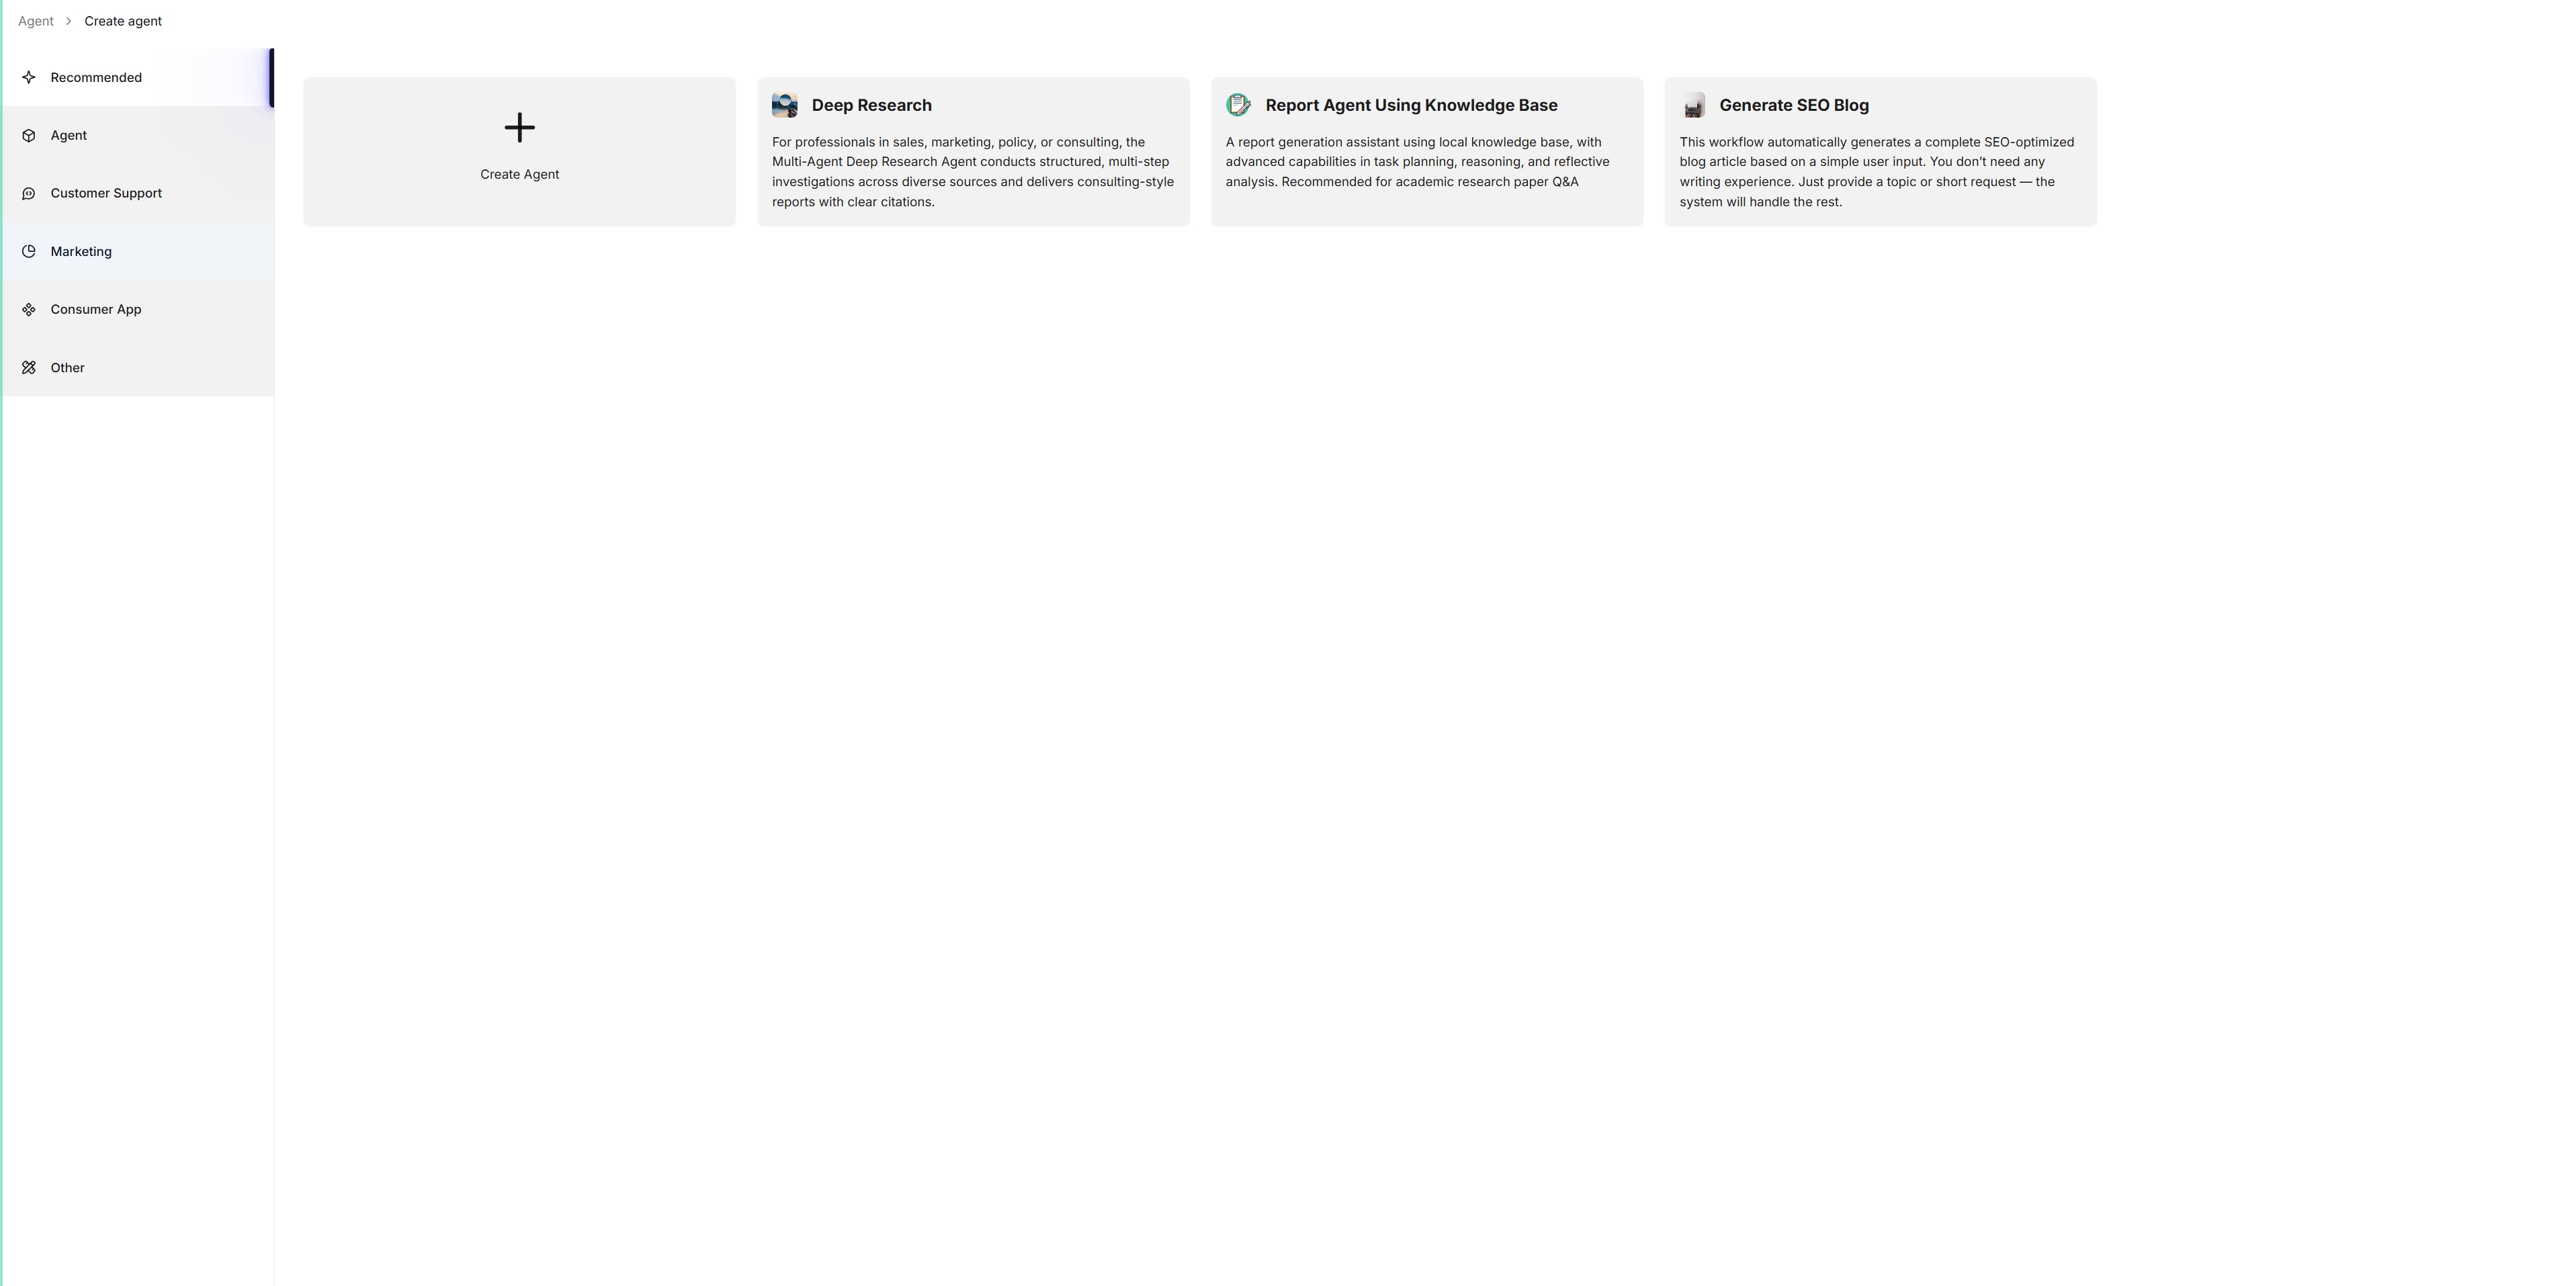 Agent > Create agent
Recommended
Agent
Customer Support
Marketing
Consumer App
Other
Create Agent
Deep Research
For professionals in sales, marketing, policy, or consulting, the
Multi-Agent Deep Research Agent conducts structured, multi-step
investigations across diverse sources and delivers consulting-style
reports with clear citations.
Report Agent Using Knowledge Base
A report generation assistant using local knowledge base, with
advanced capabilities in task planning, reasoning, and reflective
analysis. Recommended for academic research paper Q&A
Generate SEO Blog
This workflow automatically generates a complete SEO-optimized
blog article based on a simple user input. You don’t need any
writing experience. Just provide a topic or short request — the
system will handle the rest.